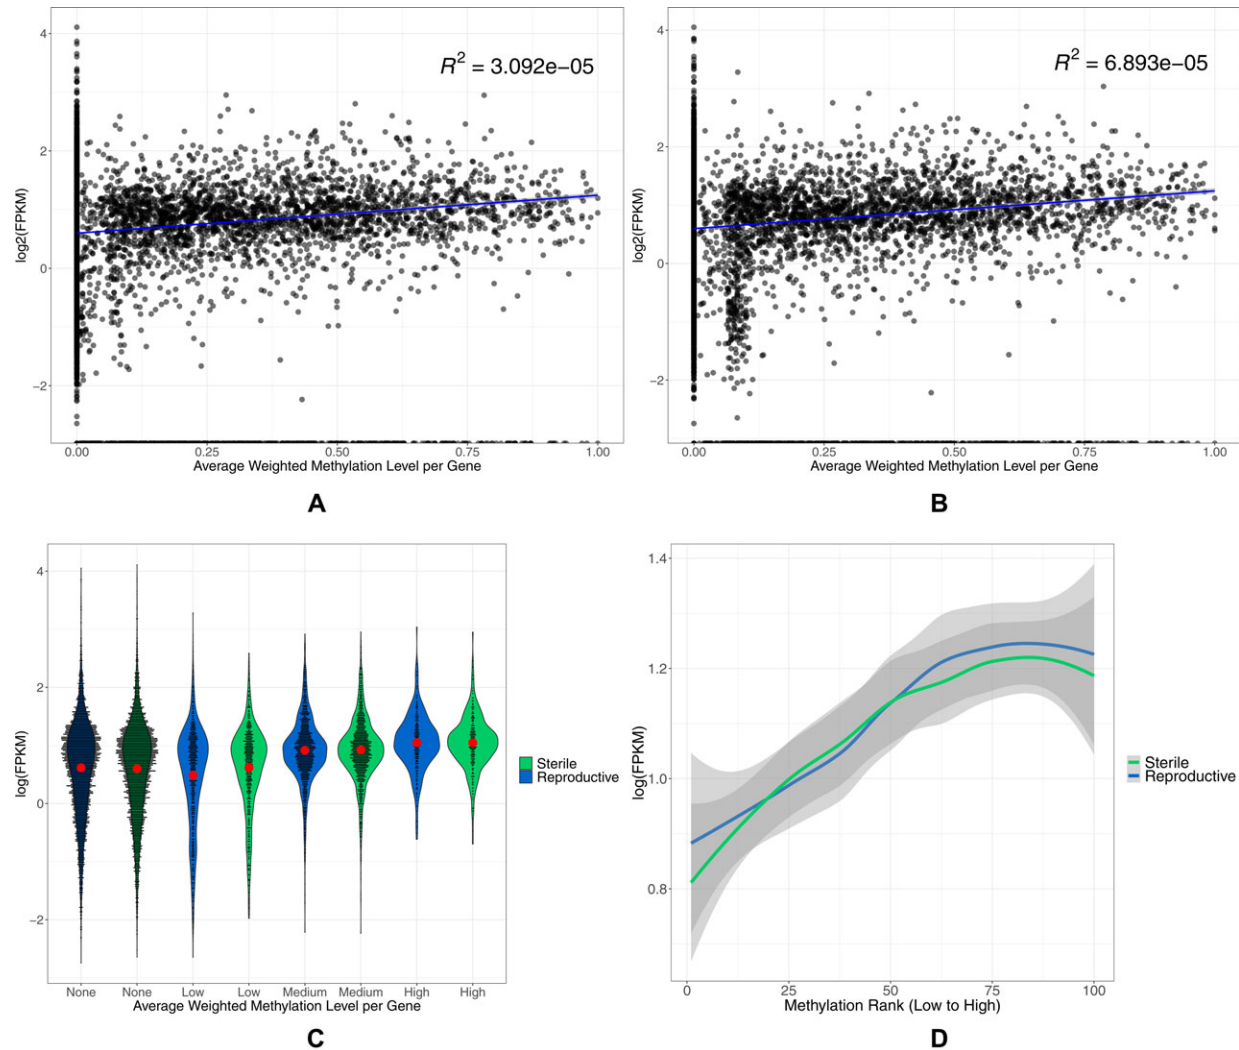 R² = 3.092e−05
4
2
0
−2
log2(FPKM)
0.00 0.25 0.50 0.75 1.00
Average Weighted Methylation Level per Gene
A
R² = 6.893e−05
4
2
0
−2
log2(FPKM)
0.00 0.25 0.50 0.75 1.00
Average Weighted Methylation Level per Gene
B
4
2
0
−2
log(FPKM)
None None Low Low Medium Medium High High
Average Weighted Methylation Level per Gene
Sterile
Reproductive
C
1.4
1.2
1.0
0.8
log(FPKM)
0 25 50 75 100
Methylation Rank (Low to High)
Sterile
Reproductive
D